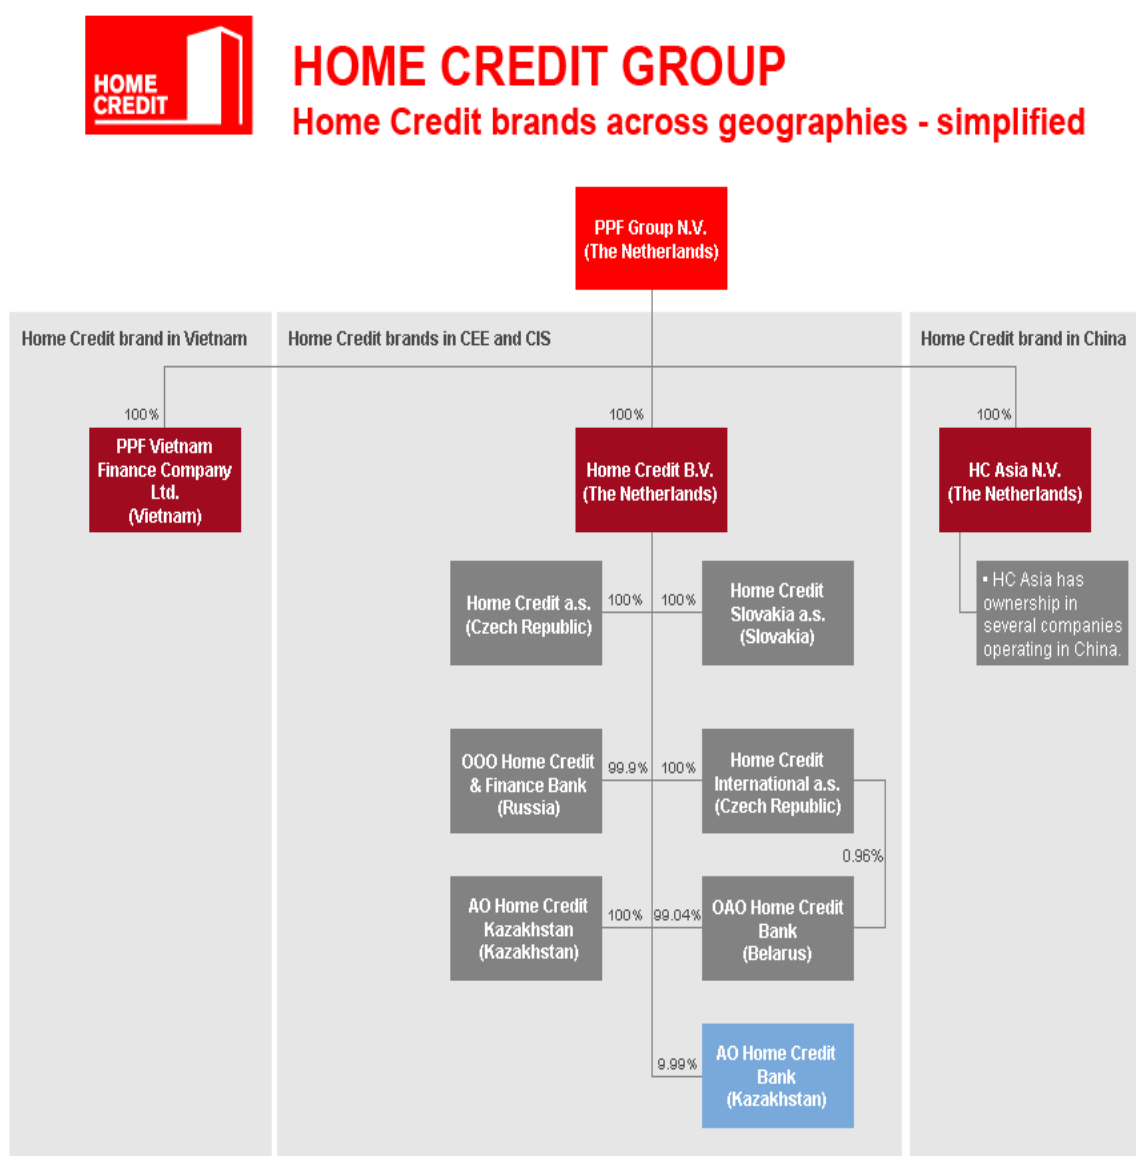 HOME
CREDIT
HOME CREDIT GROUP
Home Credit brands across geographies - simplified
PPF Group N.V.
(The Netherlands)
Home Credit brand in Vietnam
Home Credit brands in CEE and CIS
Home Credit brand in China
100%
100%
100%
PPF Vietnam
Finance Company
Ltd.
(Vietnam)
Home Credit B.V.
(The Netherlands)
HC Asia N.V.
(The Netherlands)
Home Credit a.s.
(Czech Republic)
100%
100%
Home Credit
Slovakia a.s.
(Slovakia)
▪ HC Asia has
ownership in
several companies
operating in China.
OOO Home Credit
& Finance Bank
(Russia)
99.9%
100%
Home Credit
International a.s.
(Czech Republic)
0.96%
AO Home Credit
Kazakhstan
(Kazakhstan)
100%
99.04%
OAO Home Credit
Bank
(Belarus)
9.99%
AO Home Credit
Bank
(Kazakhstan)